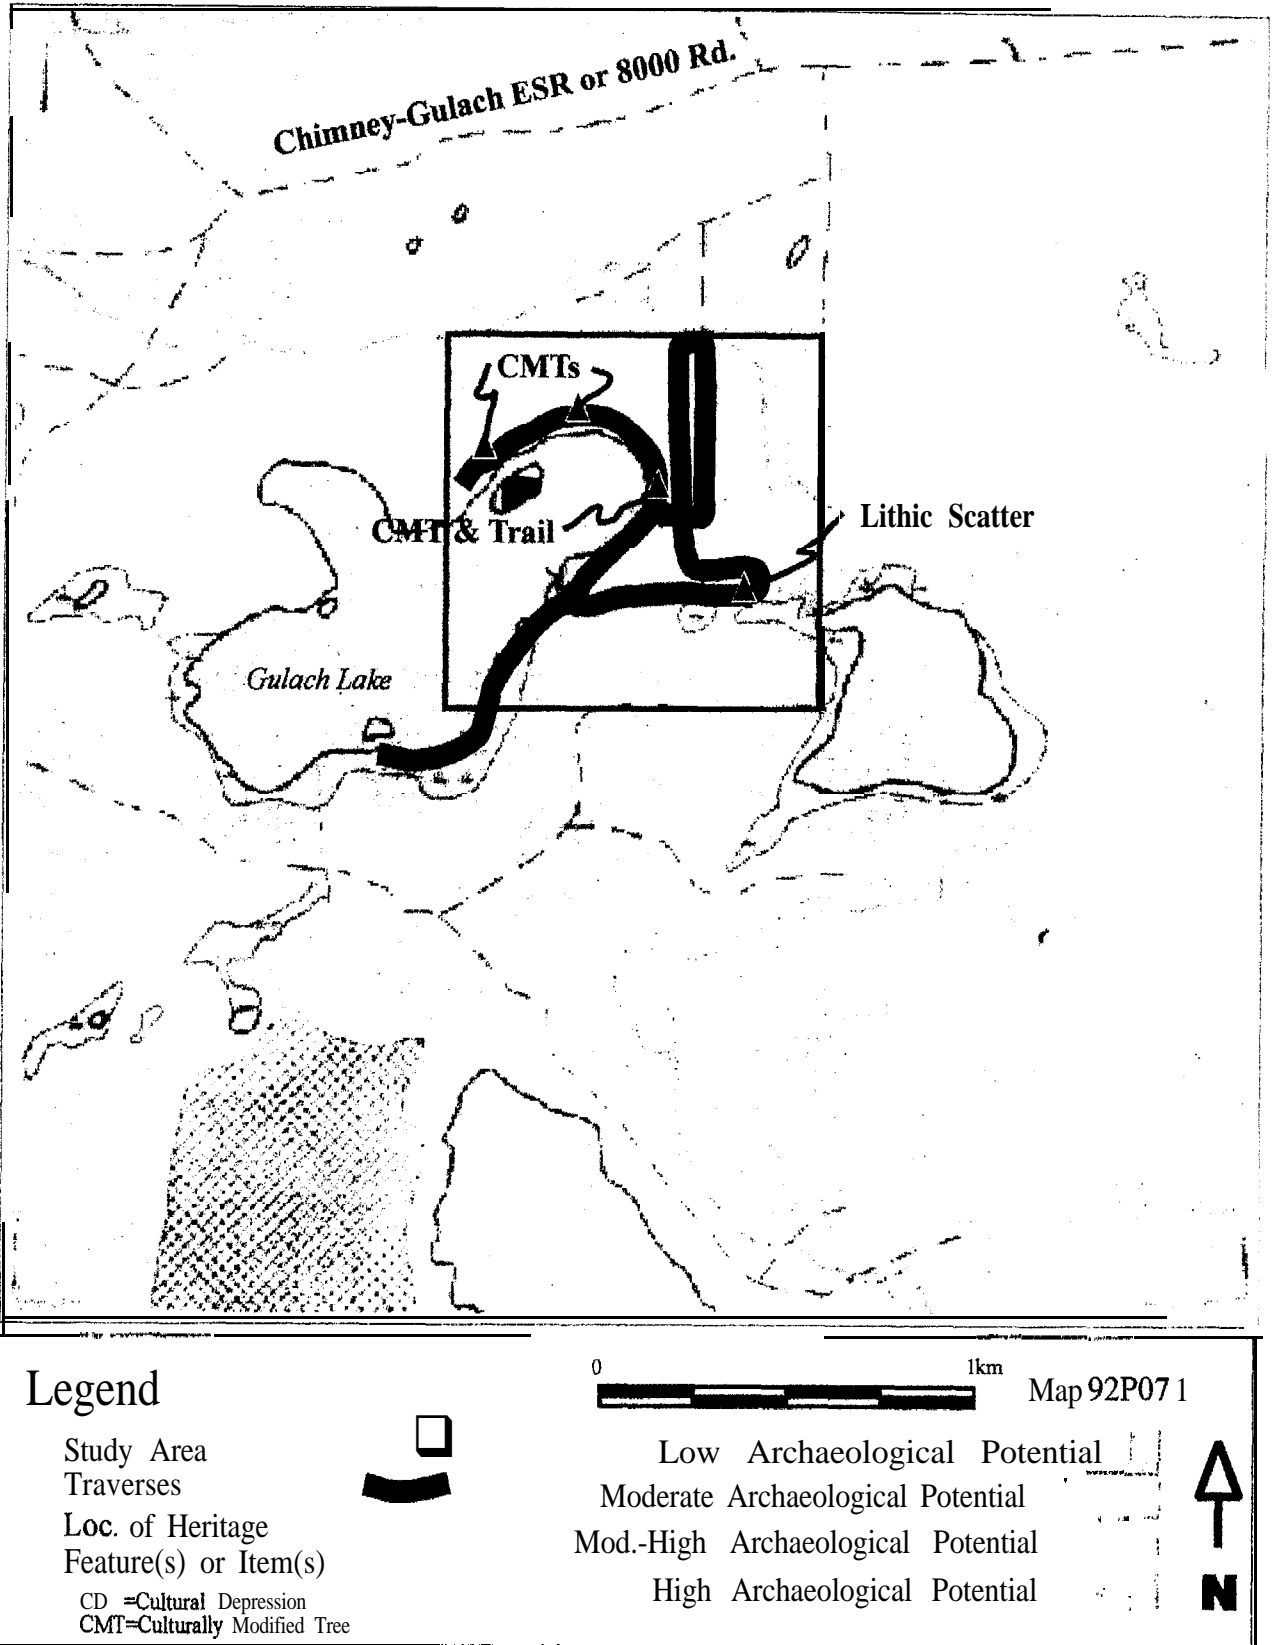 Chimney-Gulach ESR or 8000 Rd.
CMTs
CMT & Trail
Lithic Scatter
Gulach Lake
Legend
Study Area
Traverses
Loc. of Heritage
Feature(s) or Item(s)
CD =Cultural Depression
CMT=Culturally Modified Tree
0 1km
Map 92P07 1
Low Archaeological Potential
Moderate Archaeological Potential
Mod.-High Archaeological Potential
High Archaeological Potential
N